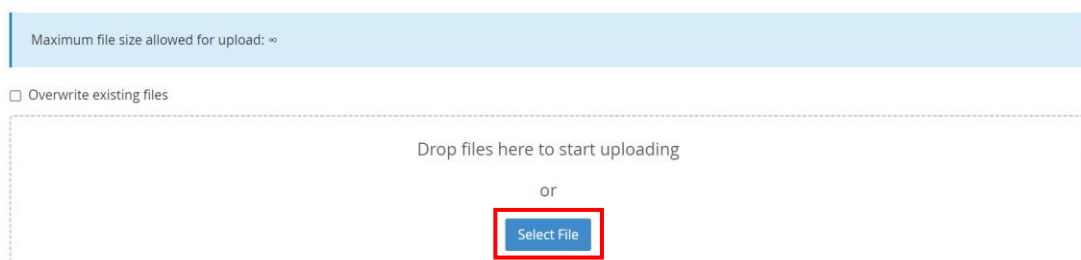 Maximum file size allowed for upload: ∞
Overwrite existing files
Drop files here to start uploading
or
Select File